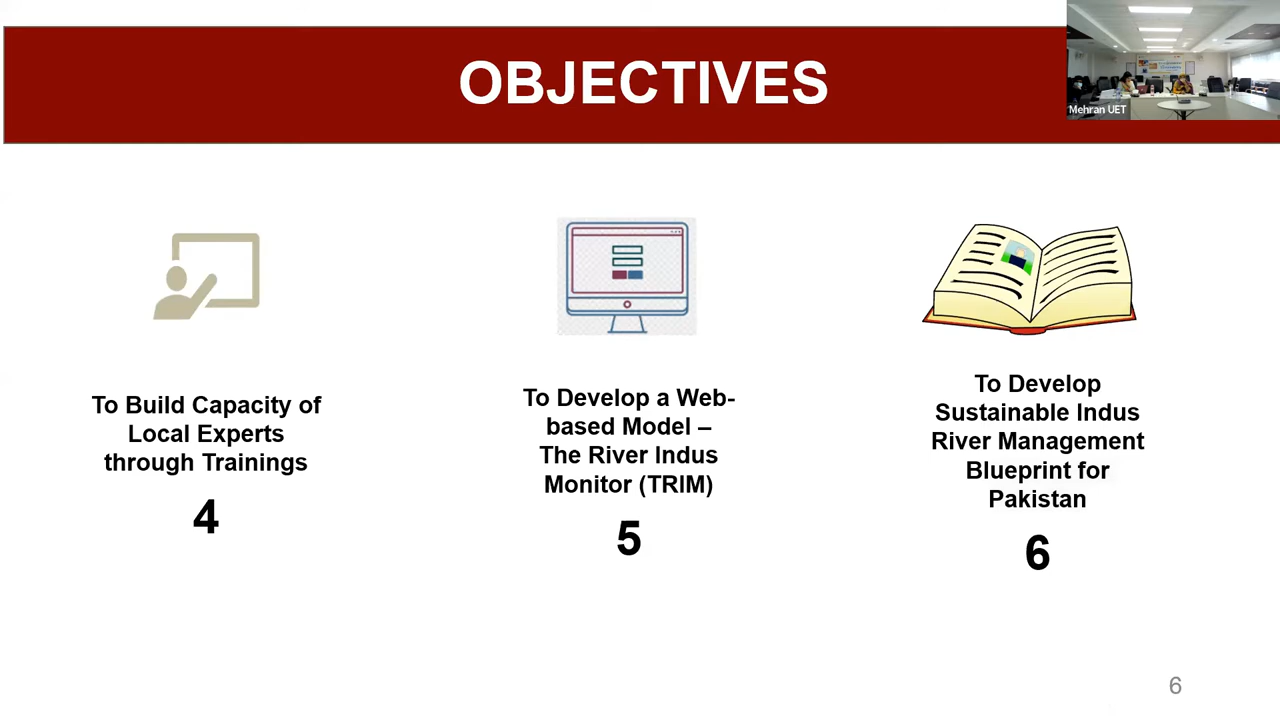 OBJECTIVES
Mehran UET
To Build Capacity of
Local Experts
through Trainings
4
To Develop a Web-
based Model –
The River Indus
Monitor (TRIM)
5
To Develop
Sustainable Indus
River Management
Blueprint for
Pakistan
6
6